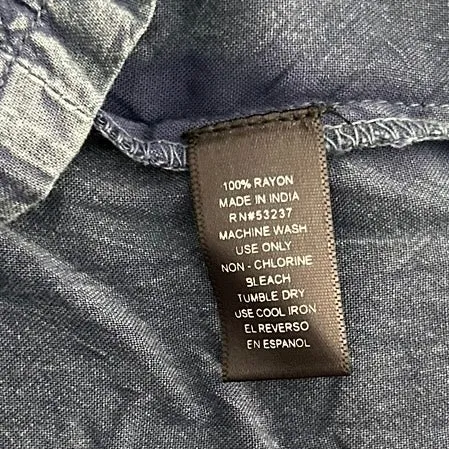 100% RAYON
MADE IN INDIA
RN#53237
MACHINE WASH
USE ONLY
NON - CHLORINE
BLEACH
TUMBLE DRY
USE COOL IRON
EL REVERSO
EN ESPANOL